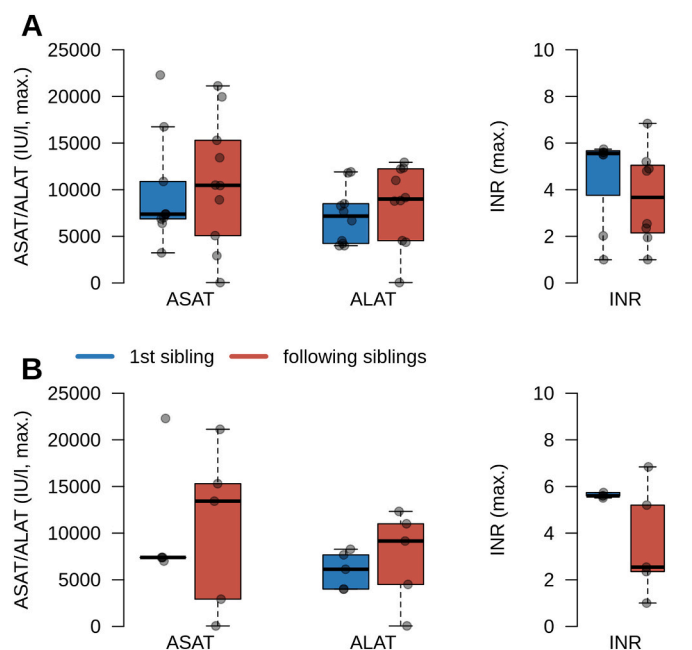 A
ASAT/ALAT (IU/l, max.)
25000
20000
15000
10000
5000
0
ASAT
ALAT
INR (max.)
10
8
6
4
2
0
INR
1st sibling
following siblings
B
ASAT/ALAT (IU/l, max.)
25000
20000
15000
10000
5000
0
ASAT
ALAT
INR (max.)
10
8
6
4
2
0
INR